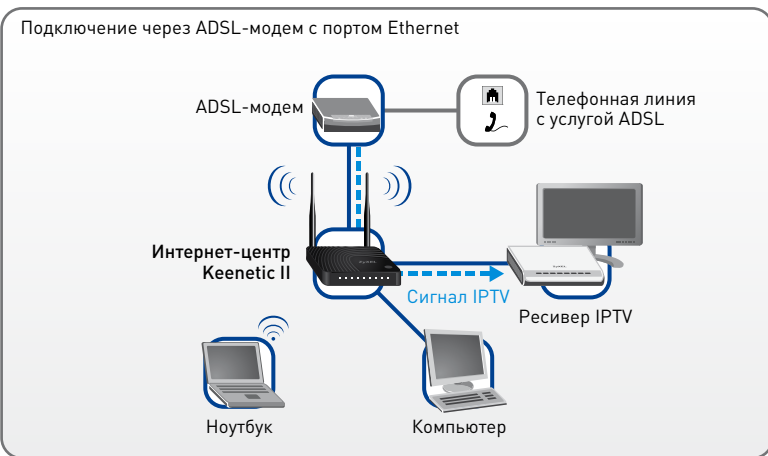 Подключение через ADSL-модем с портом Ethernet
ADSL-модем
Телефонная линия
с услугой ADSL
Интернет-центр
Keenetic II
ZyXEL
Сигнал IPTV
Ресивер IPTV
Ноутбук
Компьютер